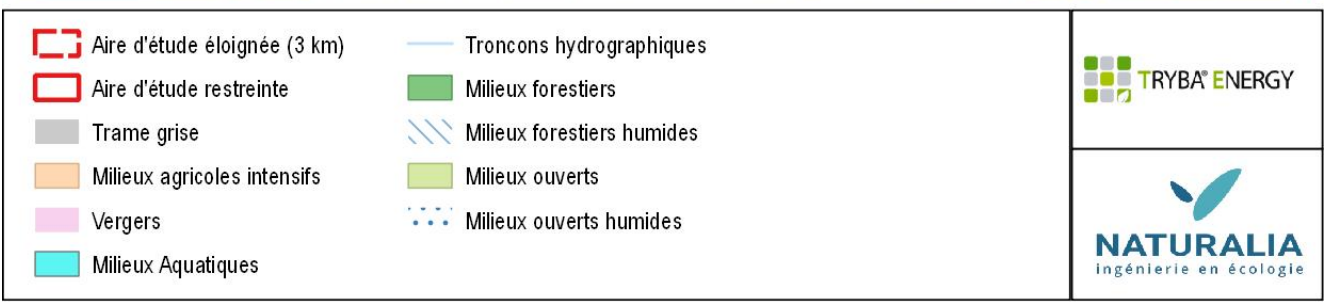 Aire d'étude éloignée (3 km)
Aire d'étude restreinte
Trame grise
Milieux agricoles intensifs
Vergers
Milieux Aquatiques
Troncons hydrographiques
Milieux forestiers
Milieux forestiers humides
Milieux ouverts
Milieux ouverts humides
TRYBA® ENERGY
NATURALIA
ingénierie en écologie